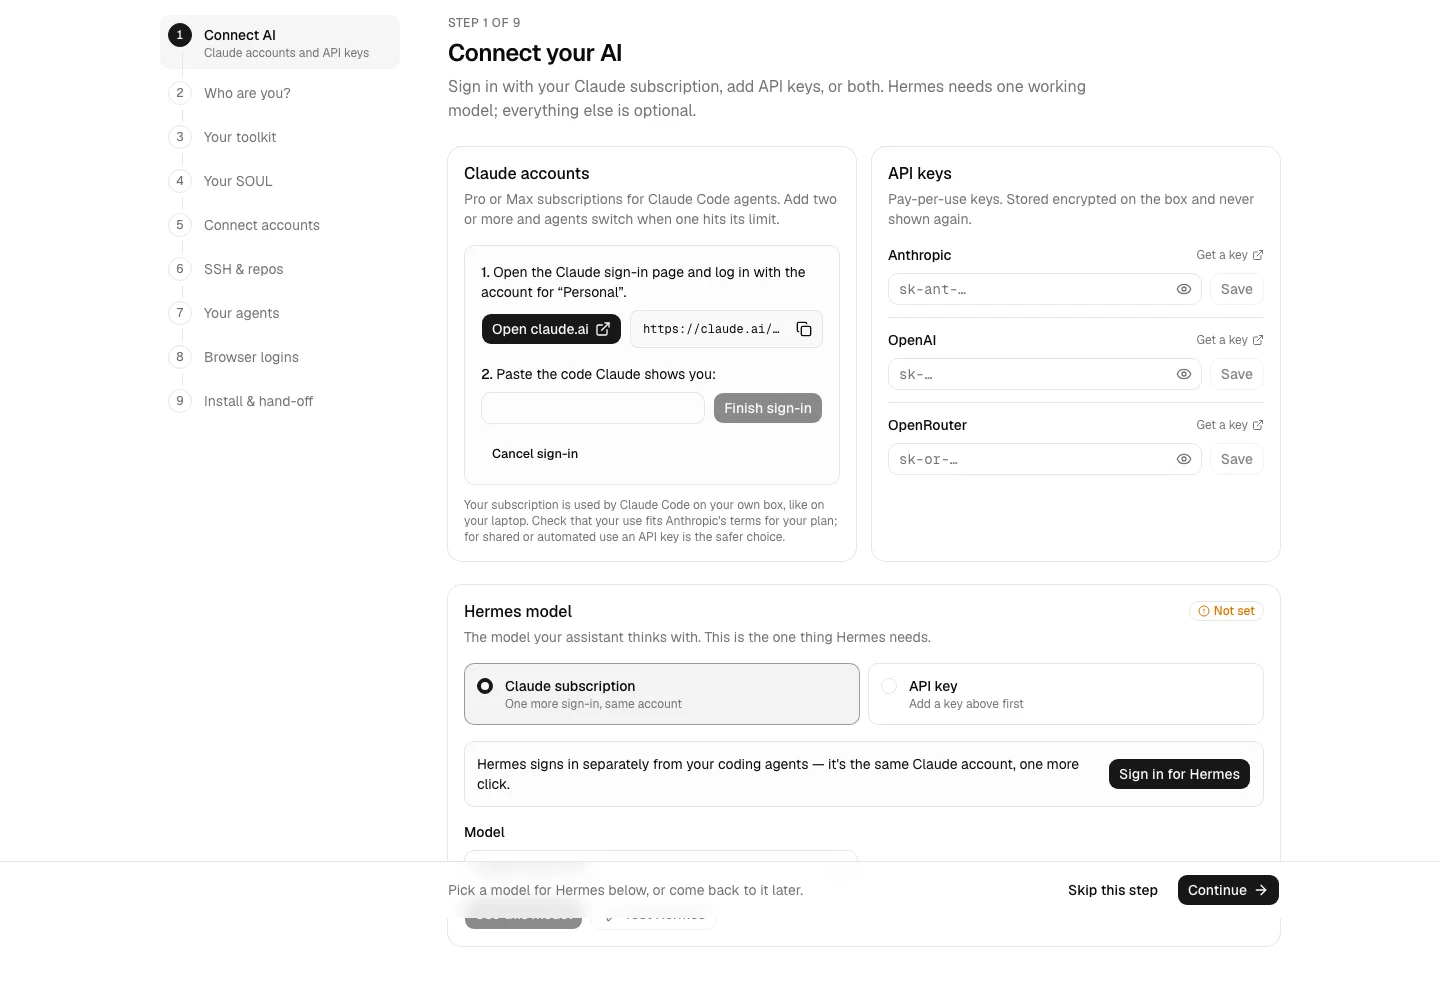 1
Connect AI
Claude accounts and API keys
2
Who are you?
3
Your toolkit
4
Your SOUL
5
Connect accounts
6
SSH & repos
7
Your agents
8
Browser logins
9
Install & hand-off
STEP 1 OF 9
Connect your AI
Sign in with your Claude subscription, add API keys, or both. Hermes needs one working
model; everything else is optional.
Claude accounts
Pro or Max subscriptions for Claude Code agents. Add two
or more and agents switch when one hits its limit.
1. Open the Claude sign-in page and log in with the
account for “Personal”.
Open claude.ai
https://claude.ai/…
2. Paste the code Claude shows you:
Finish sign-in
Cancel sign-in
Your subscription is used by Claude Code on your own box, like on
your laptop. Check that your use fits Anthropic's terms for your plan;
for shared or automated use an API key is the safer choice.
API keys
Pay-per-use keys. Stored encrypted on the box and never
shown again.
Anthropic
Get a key
sk-ant-…
Save
OpenAI
Get a key
sk-…
Save
OpenRouter
Get a key
sk-or-…
Save
Hermes model
Not set
The model your assistant thinks with. This is the one thing Hermes needs.
Claude subscription
One more sign-in, same account
API key
Add a key above first
Hermes signs in separately from your coding agents — it's the same Claude account, one more
click.
Sign in for Hermes
Model
Pick a model for Hermes below, or come back to it later.
Skip this step
Continue